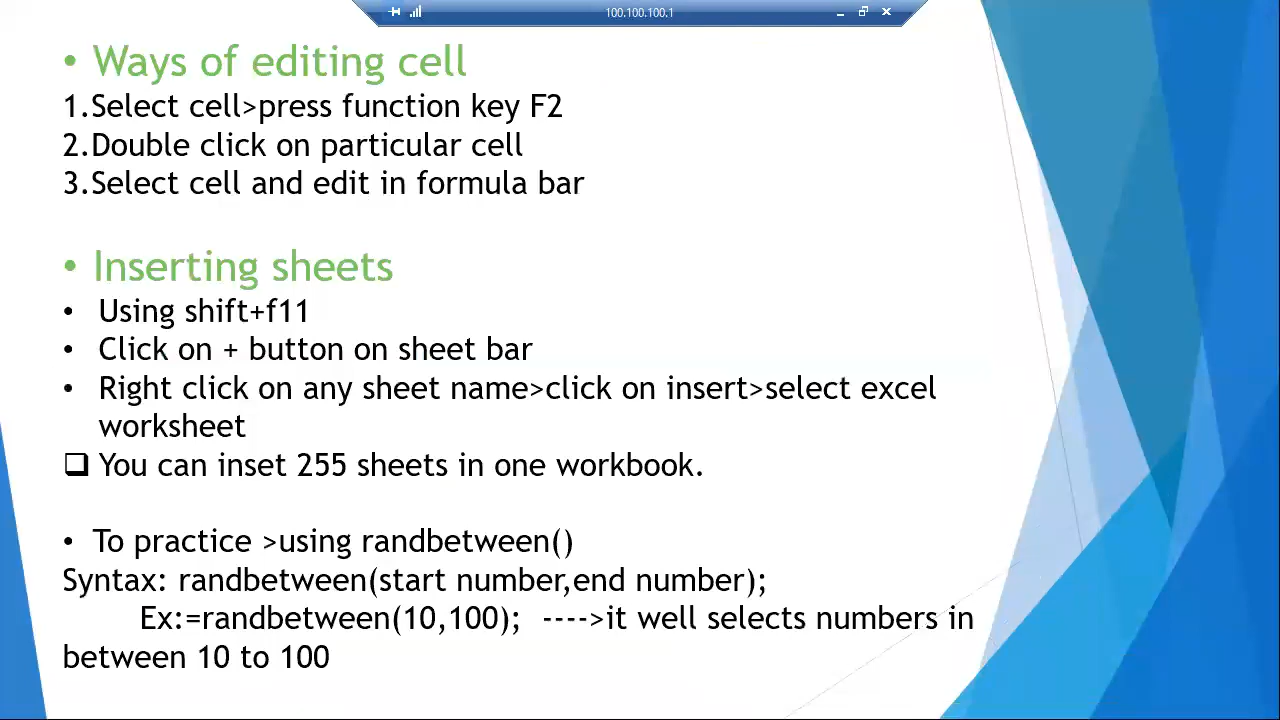 100.100.100.1
• Ways of editing cell
1.Select cell>press function key F2
2.Double click on particular cell
3.Select cell and edit in formula bar
• Inserting sheets
• Using shift+f11
• Click on + button on sheet bar
• Right click on any sheet name>click on insert>select excel
worksheet
❑ You can inset 255 sheets in one workbook.
• To practice >using randbetween()
Syntax: randbetween(start number,end number);
Ex:=randbetween(10,100); ---->it well selects numbers in
between 10 to 100